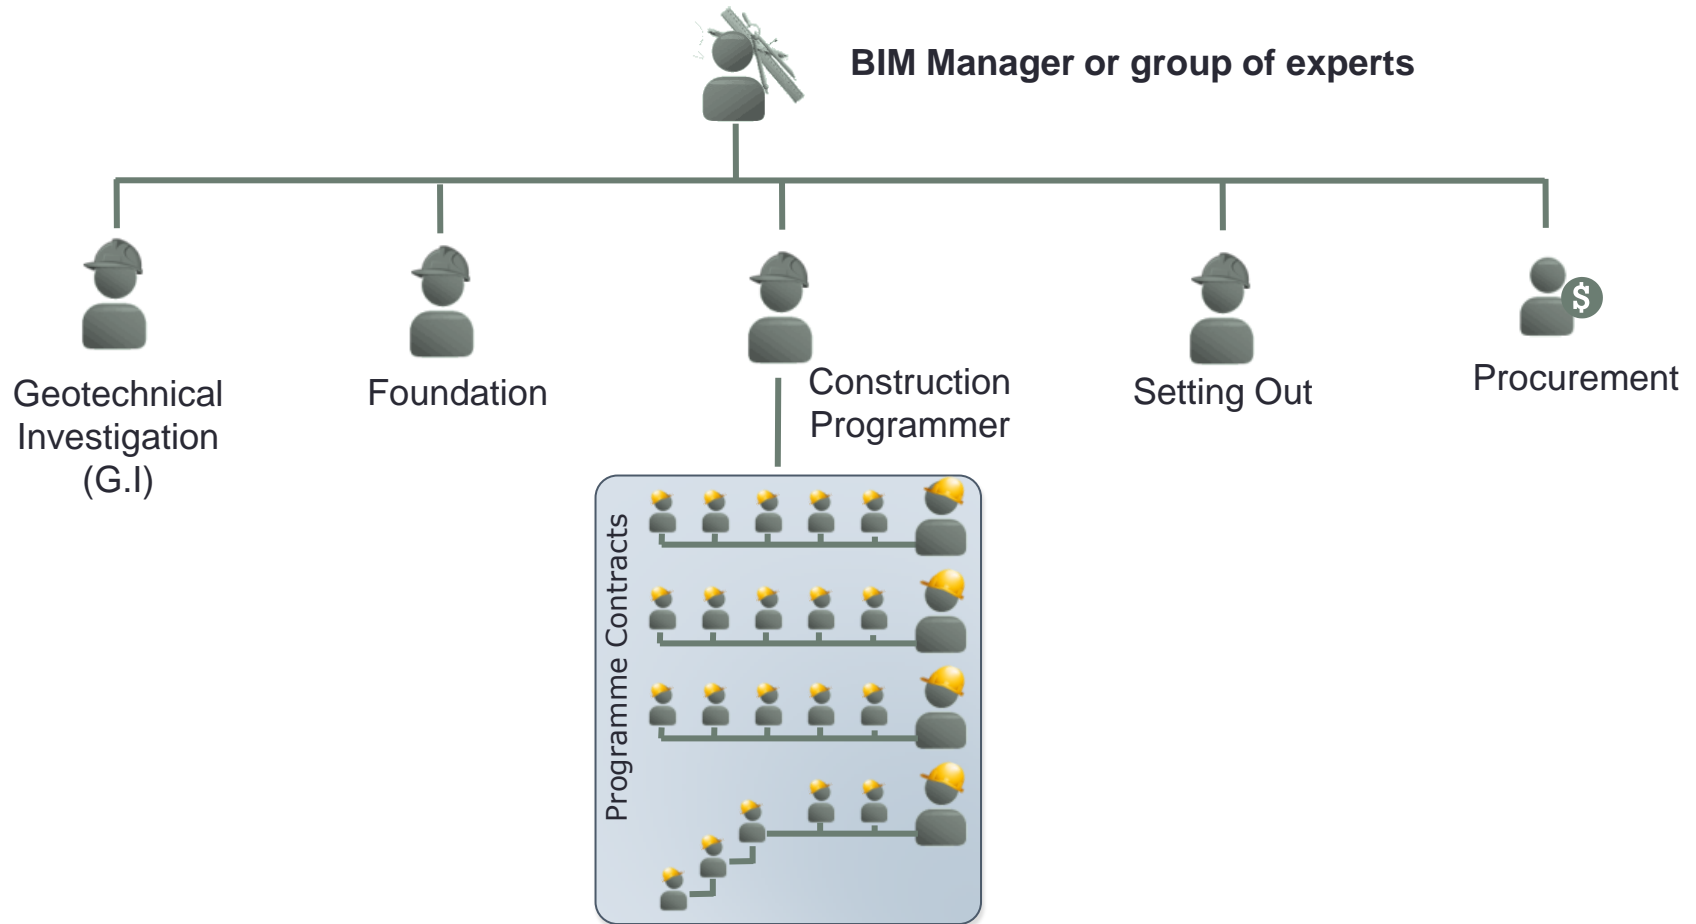 BIM Manager or group of experts
Geotechnical
Investigation
(G.I)
Foundation
Construction
Programmer
Setting Out
$
Procurement
Programme Contracts